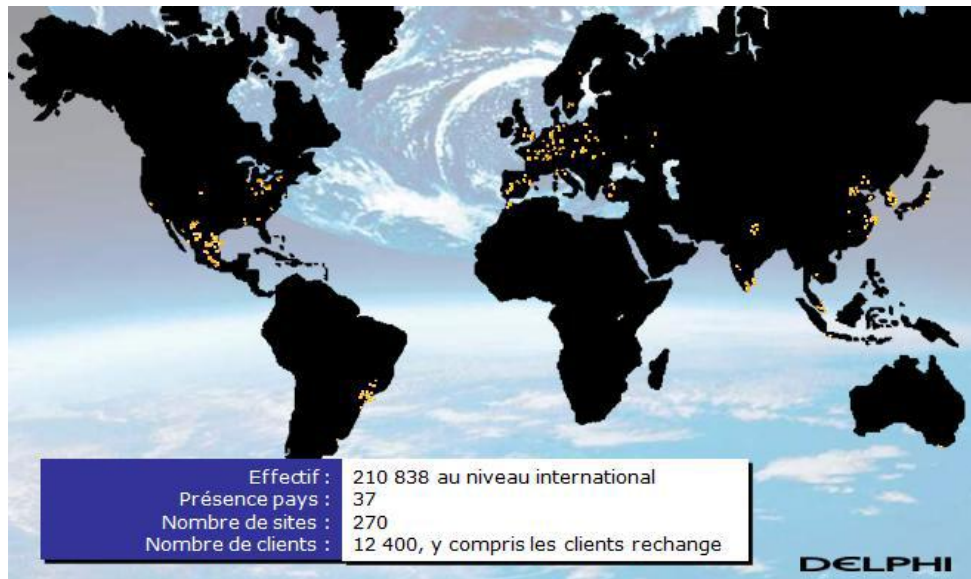 Effectif : 210 838 au niveau international
Présence pays : 37
Nombre de sites : 270
Nombre de clients : 12 400, y compris les clients rechange
DELPHI